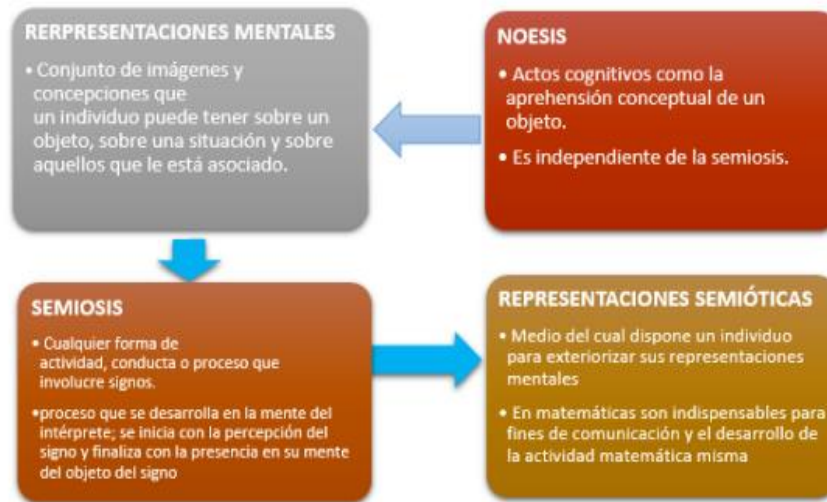 RERPRESENTACIONES MENTALES
• Conjunto de imágenes y
concepciones que
un individuo puede tener sobre un
objeto, sobre una situación y sobre
aquellos que le está asociado.
NOESIS
• Actos cognitivos como la
aprehensión conceptual de un
objeto.
• Es independiente de la semiosis.
SEMIOSIS
• Cualquier forma de
actividad, conducta o proceso que
involucre signos.
•proceso que se desarrolla en la mente del
intérprete; se inicia con la percepción del
signo y finaliza con la presencia en su mente
del objeto del signo
REPRESENTACIONES SEMIÓTICAS
• Medio del cual dispone un individuo
para exteriorizar sus representaciones
mentales
• En matemáticas son indispensables para
fines de comunicación y el desarrollo de
la actividad matemática misma